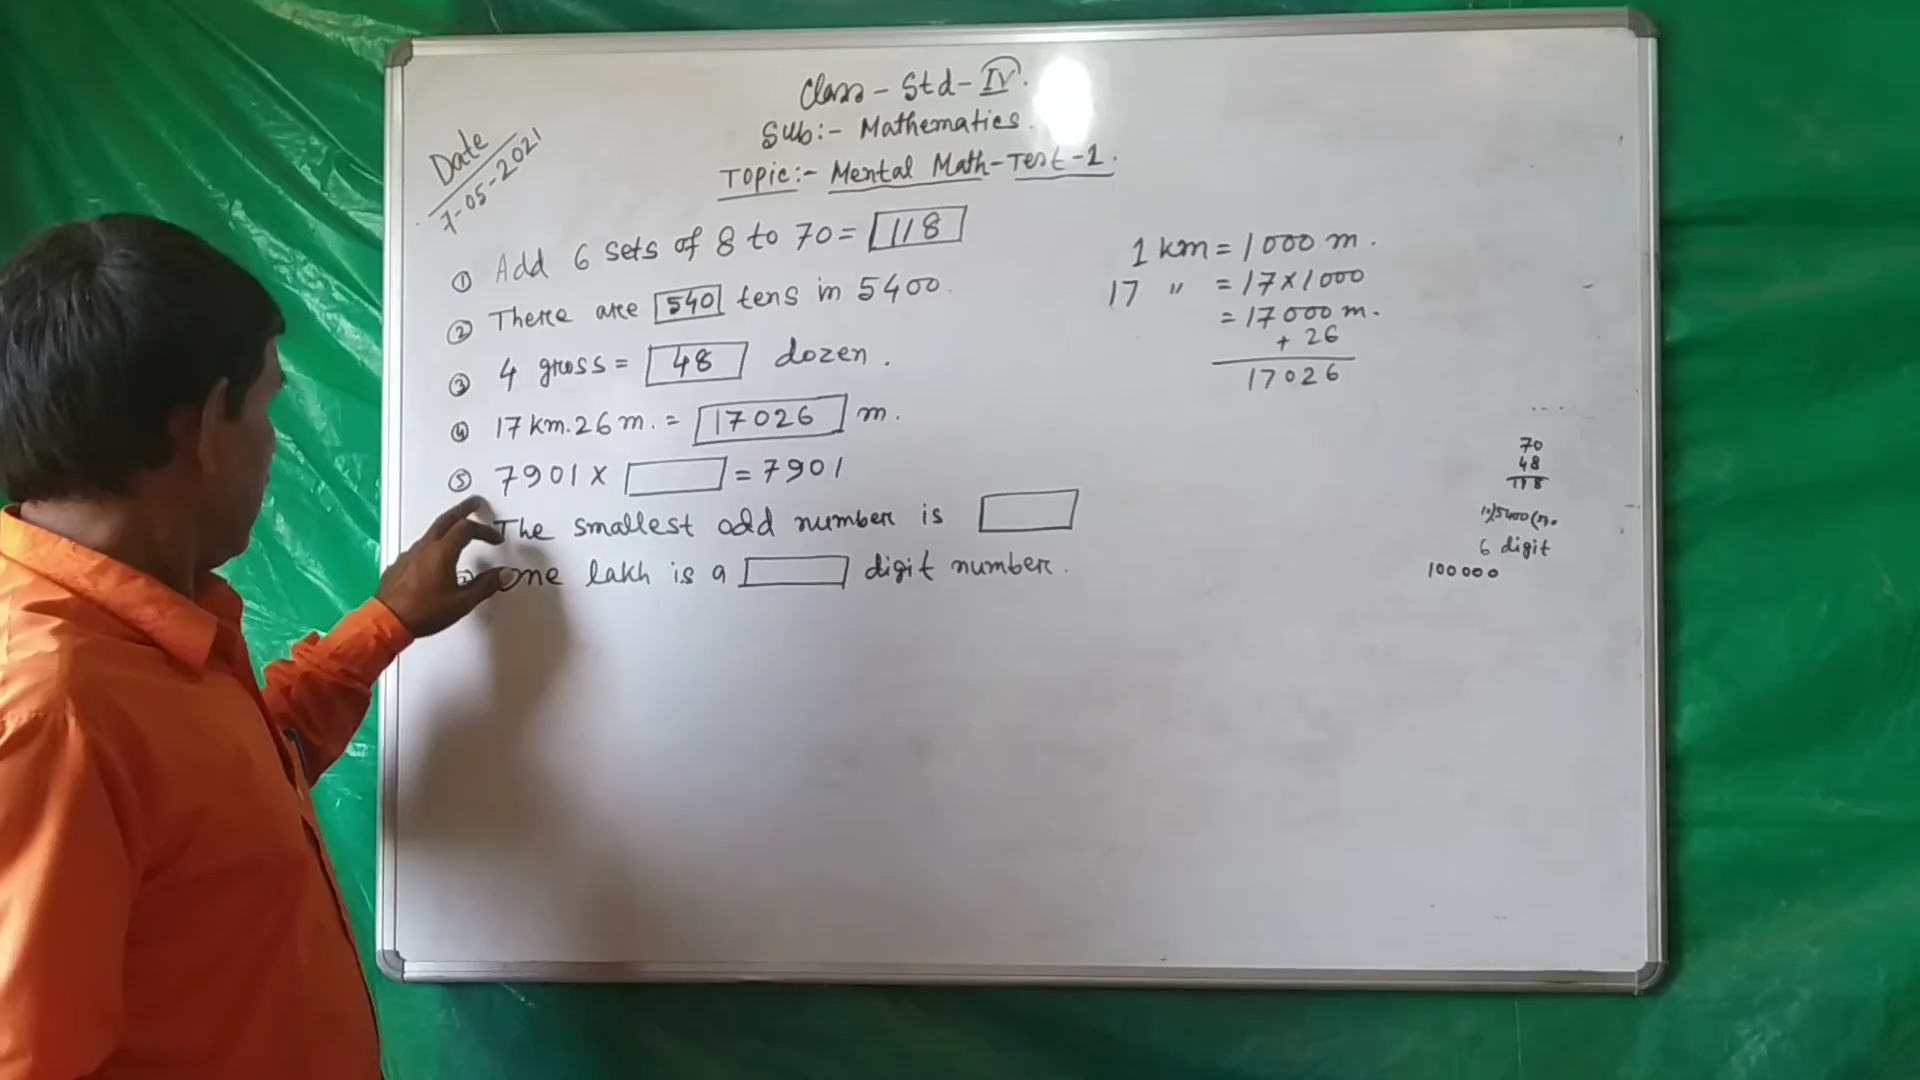 Class - Std - IV.
Sub:- Mathematics.
Topic:- Mental Math - Test - 1.
Date
7-05-2021
① Add 6 sets of 8 to 70 = 118
② There are 540 tens in 5400.
③ 4 gross = 48 dozen.
④ 17 km. 26 m. = 17026 m.
⑤ 7901 × = 7901
The smallest odd number is
One lakh is a digit number.
1 km = 1000 m.
17 " = 17×1000
= 17000 m.
+ 26
17026
70
48
118
6 digit
100000